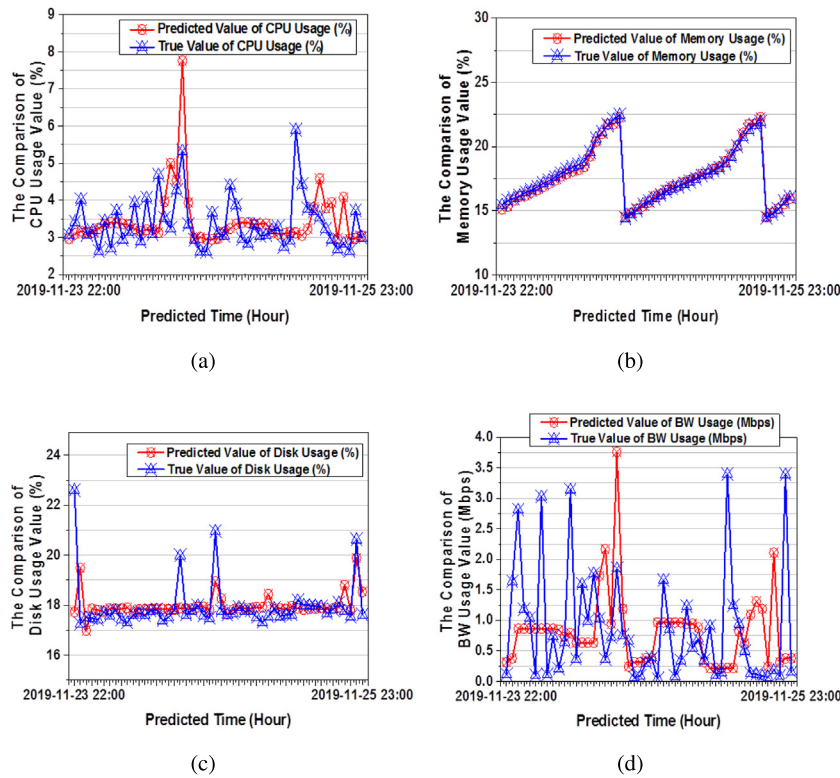 9
8
7
6
5
4
3
2
Predicted Value of CPU Usage (%)
True Value of CPU Usage (%)
The Comparison of
CPU Usage Value (%)
2019-11-23 22:00
2019-11-25 23:00
Predicted Time (Hour)
(a)
30
25
20
15
10
Predicted Value of Memory Usage (%)
True Value of Memory Usage (%)
The Comparison of
Memory Usage Value (%)
2019-11-23 22:00
2019-11-25 23:00
Predicted Time (Hour)
(b)
24
22
20
18
16
Predicted Value of Disk Usage (%)
True Value of Disk Usage (%)
The Comparison of
Disk Usage Value (%)
2019-11-23 22:00
2019-11-25 23:00
Predicted Time (Hour)
(c)
4.0
3.5
3.0
2.5
2.0
1.5
1.0
0.5
0.0
Predicted Value of BW Usage (Mbps)
True Value of BW Usage (Mbps)
The Comparison of
BW Usage Value (Mbps)
2019-11-23 22:00
2019-11-25 23:00
Predicted Time (Hour)
(d)